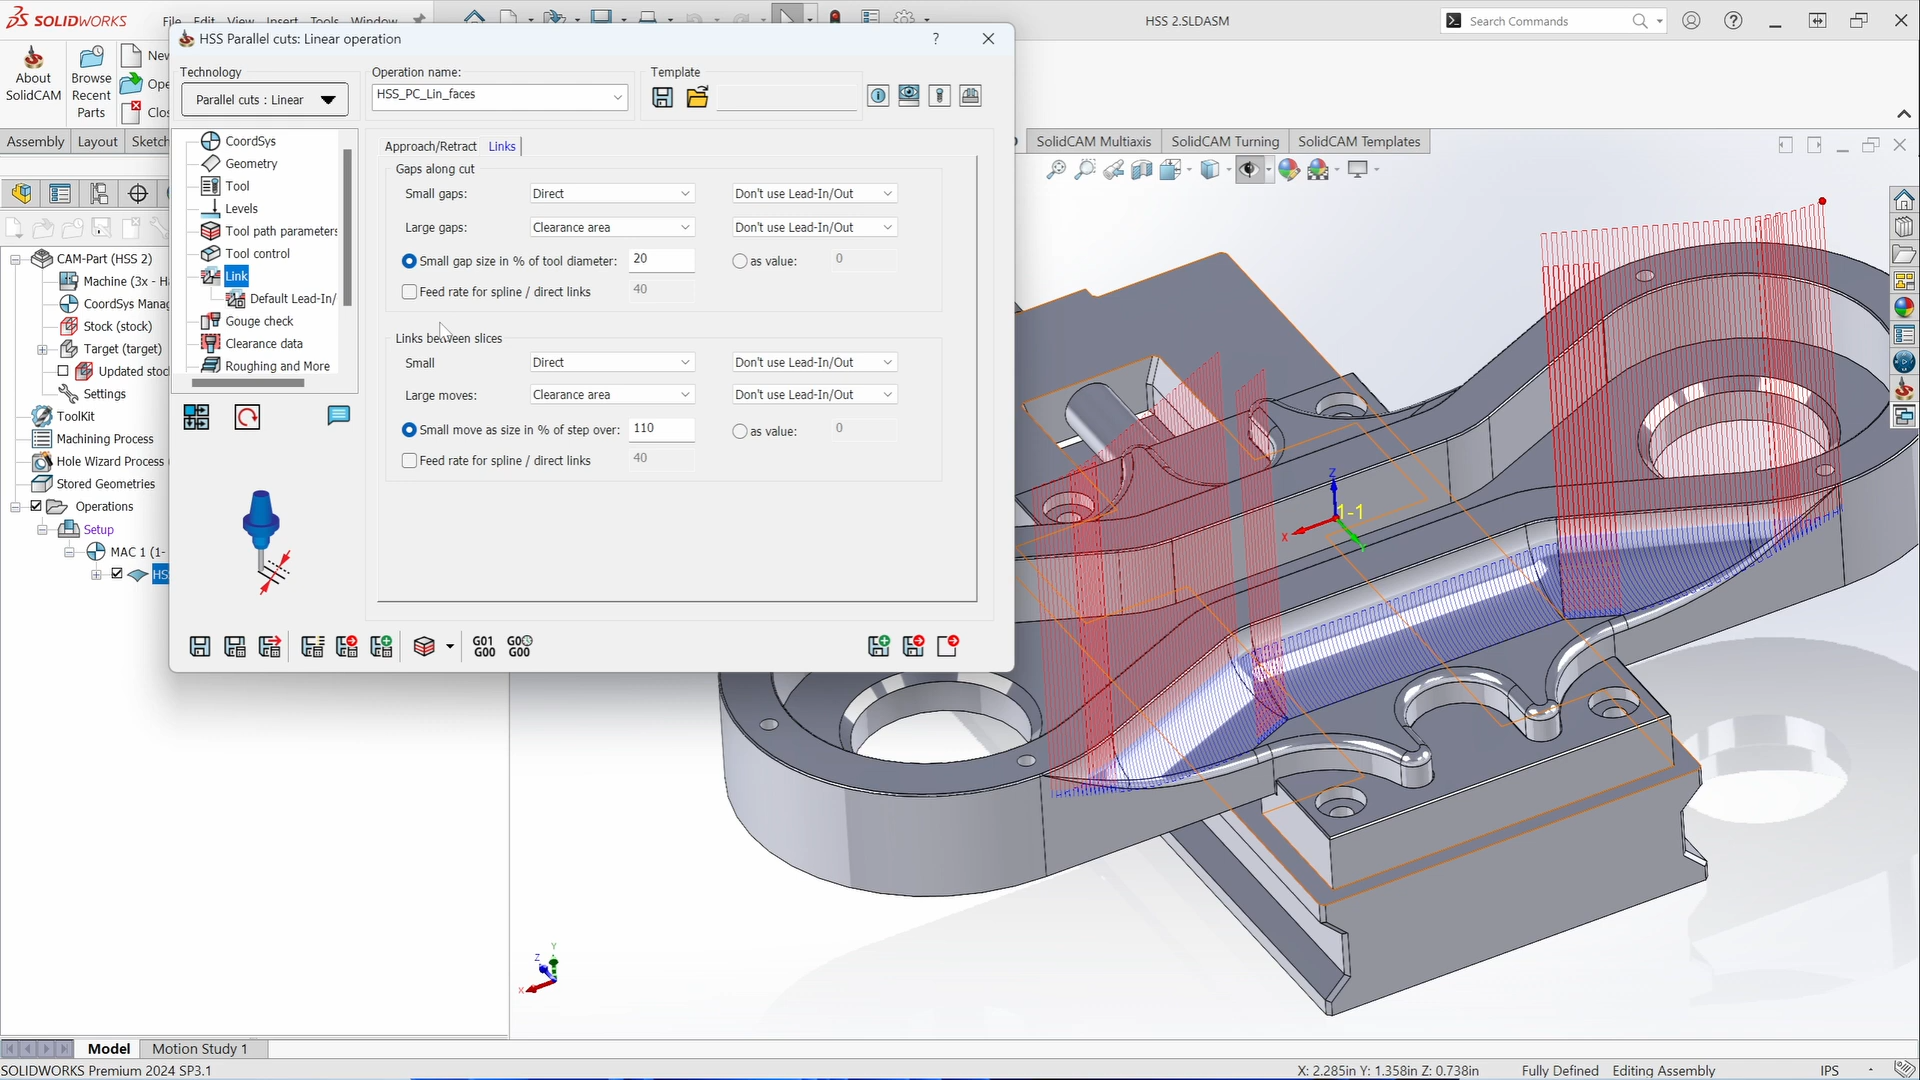 SOLIDWORKS
File Edit View Insert Tools Window
HSS 2.SLDASM
Search Commands
About SolidCAM
Browse Recent Parts
New
Ope
Clos
Assembly Layout Sketch
SolidCAM Multiaxis SolidCAM Turning SolidCAM Templates
HSS Parallel cuts: Linear operation
?
Technology
Parallel cuts : Linear
Operation name:
HSS_PC_Lin_faces
Template
CoordSys
Geometry
Tool
Levels
Tool path parameters
Tool control
Link
Default Lead-In/
Gouge check
Clearance data
Roughing and More
Approach/Retract Links
Gaps along cut
Small gaps: Direct Don't use Lead-In/Out
Large gaps: Clearance area Don't use Lead-In/Out
Small gap size in % of tool diameter: 20 as value: 0
Feed rate for spline / direct links 40
Links between slices
Small Direct Don't use Lead-In/Out
Large moves: Clearance area Don't use Lead-In/Out
Small move as size in % of step over: 110 as value: 0
Feed rate for spline / direct links 40
G01 G00
G00 G00
CAM-Part (HSS 2)
Machine (3x - Ha
CoordSys Manag
Stock (stock)
Target (target)
Updated stoc
Settings
ToolKit
Machining Process
Hole Wizard Process
Stored Geometries
Operations
Setup
MAC 1 (1-
HSS
Z
1-1
X
Y
Y
Z
X
Model Motion Study 1
SOLIDWORKS Premium 2024 SP3.1
X: 2.285in Y: 1.358in Z: 0.738in Fully Defined Editing Assembly IPS